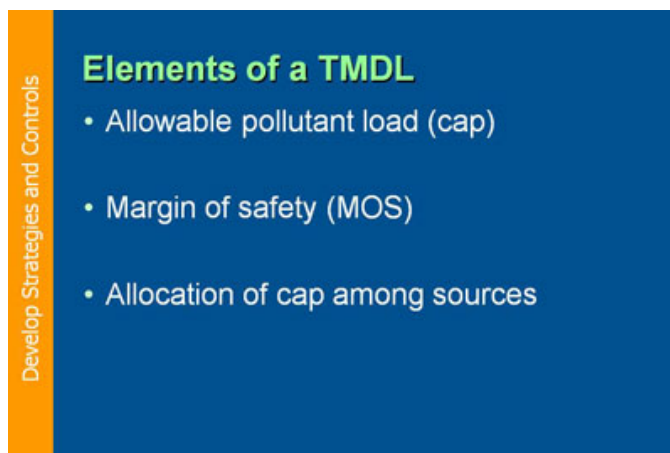 Develop Strategies and Controls
Elements of a TMDL
• Allowable pollutant load (cap)
• Margin of safety (MOS)
• Allocation of cap among sources